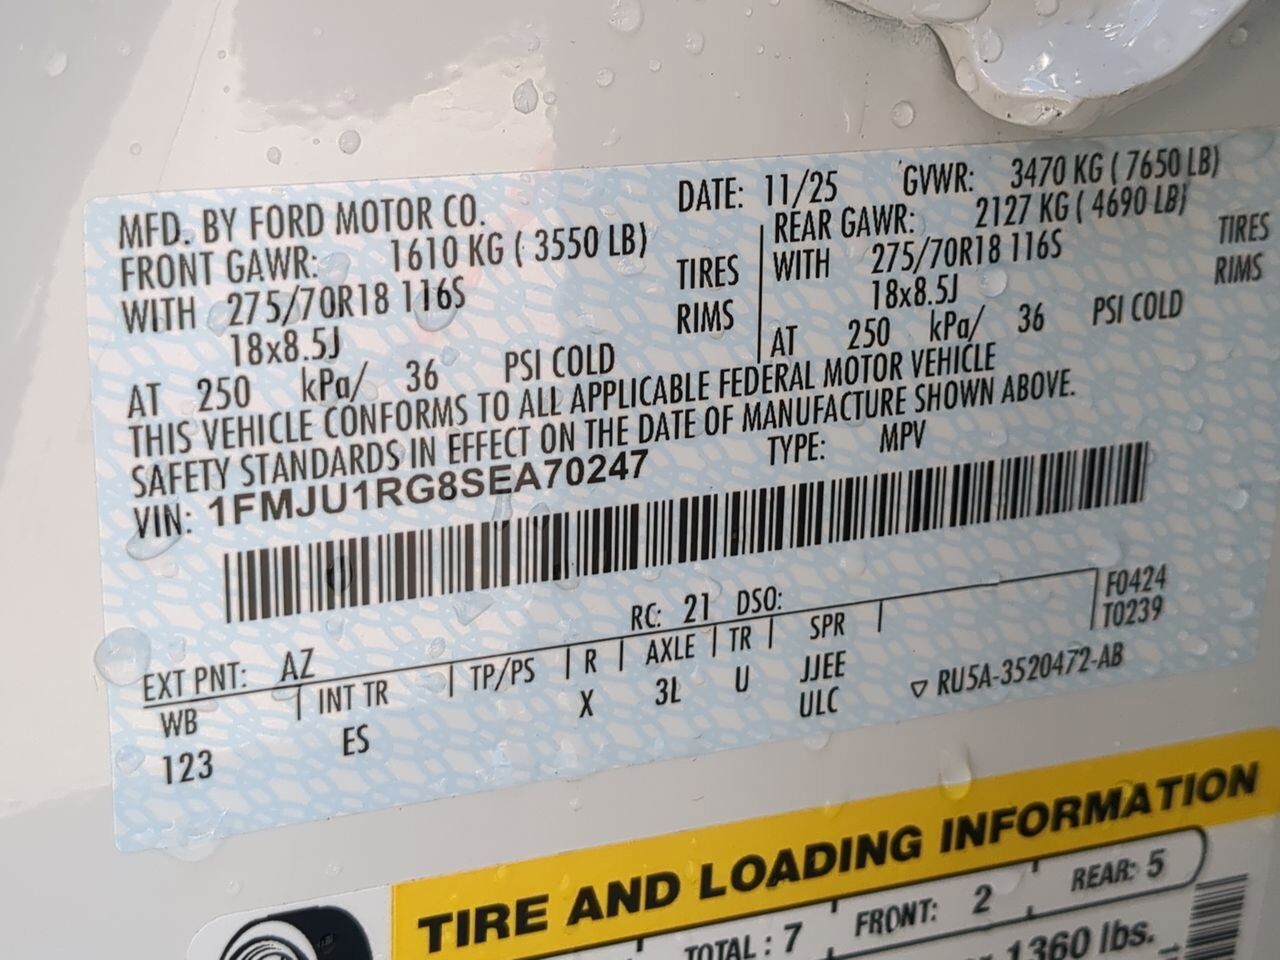 MFD. BY FORD MOTOR CO. DATE: 11/25 GVWR: 3470 KG ( 7650 LB)
FRONT GAWR: 1610 KG ( 3550 LB) REAR GAWR: 2127 KG ( 4690 LB)
WITH 275/70R18 116S TIRES WITH 275/70R18 116S TIRES
18x8.5J RIMS 18x8.5J RIMS
AT 250 kPa/ 36 PSI COLD AT 250 kPa/ 36 PSI COLD
THIS VEHICLE CONFORMS TO ALL APPLICABLE FEDERAL MOTOR VEHICLE
SAFETY STANDARDS IN EFFECT ON THE DATE OF MANUFACTURE SHOWN ABOVE.
VIN: 1FMJU1RG8SEA70247 TYPE: MPV
F0424
EXT PNT: AZ RC: 21 DSO: T0239
WB INT TR TP/PS R AXLE TR SPR
123 ES X 3L U JJEE ▽ RU5A-3520472-AB
ULC
TIRE AND LOADING INFORMATION
TOTAL : 7 FRONT: 2 REAR: 5
1360 lbs.